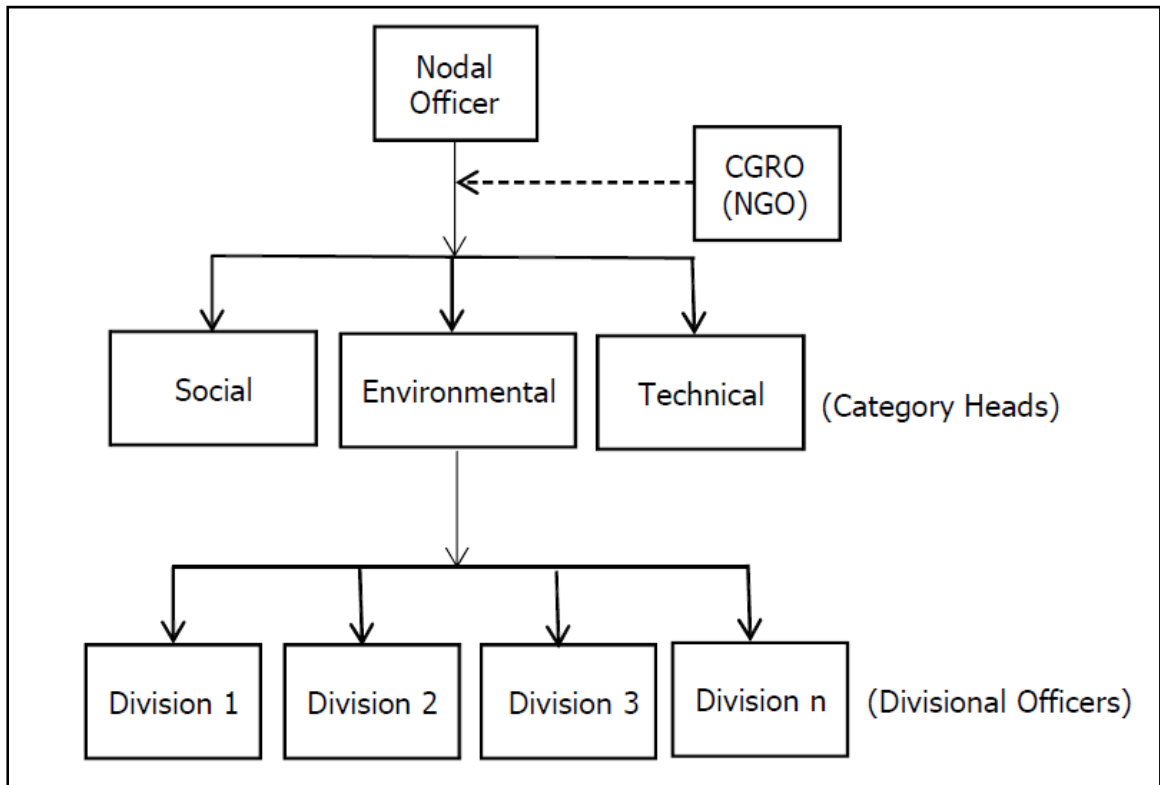 Nodal
Officer
CGRO
(NGO)
Social
Environmental
Technical
(Category Heads)
Division 1
Division 2
Division 3
Division n
(Divisional Officers)